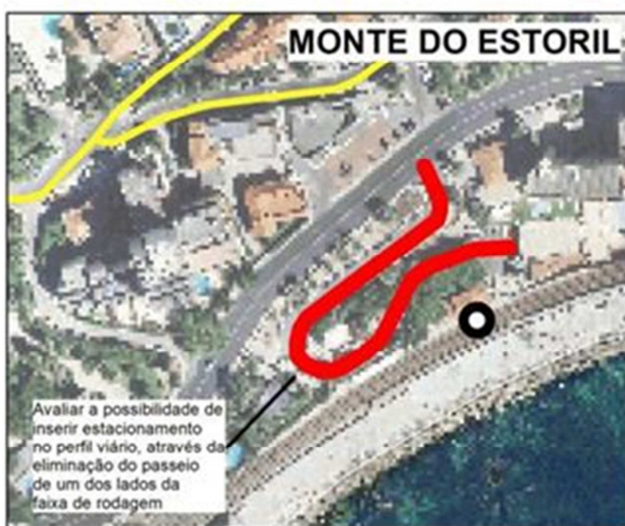 MONTE DO ESTORIL
Avaliar a possibilidade de
inserir estacionamento
no perfil viário, através da
eliminação do passeio
de um dos lados da
faixa de rodagem